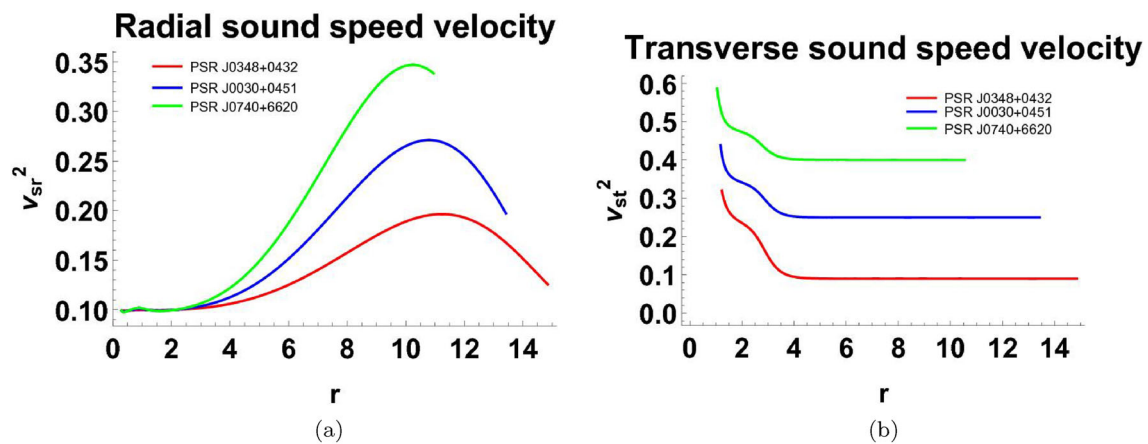 Radial sound speed velocity
PSR J0348+0432
PSR J0030+0451
PSR J0740+6620
0.35
0.30
0.25
0.20
0.15
0.10
v_sr^2
0 2 4 6 8 10 12 14
r
(a)
Transverse sound speed velocity
PSR J0348+0432
PSR J0030+0451
PSR J0740+6620
0.6
0.5
0.4
0.3
0.2
0.1
0.0
v_st^2
0 2 4 6 8 10 12 14
r
(b)